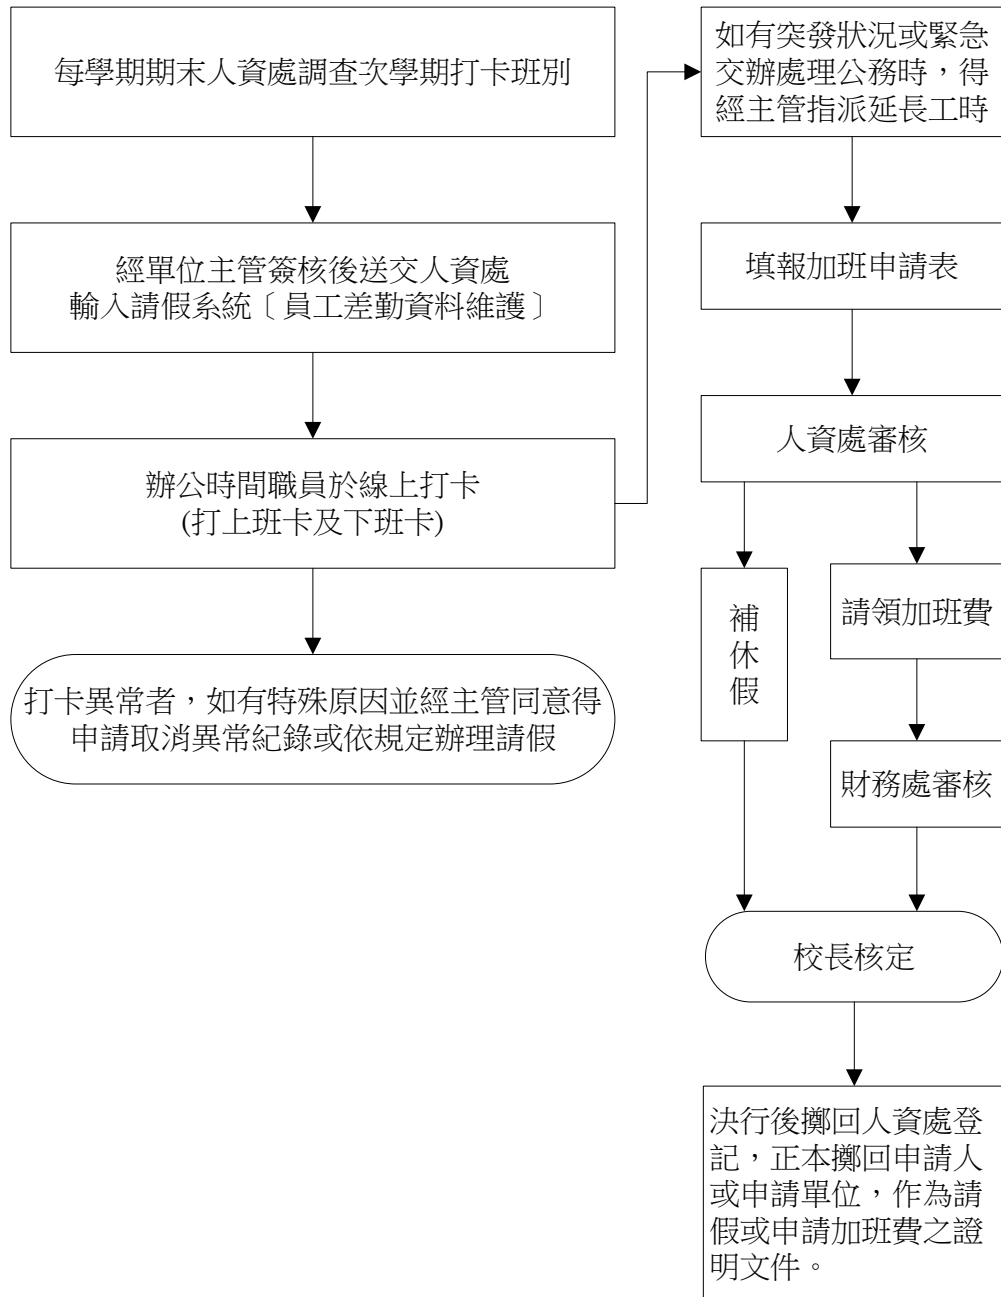 每學期期末人資處調查次學期打卡班別
經單位主管簽核後送交人資處
輸入請假系統〔員工差勤資料維護〕
辦公時間職員於線上打卡
(打上班卡及下班卡)
打卡異常者，如有特殊原因並經主管同意得
申請取消異常紀錄或依規定辦理請假
如有突發狀況或緊急
交辦處理公務時，得
經主管指派延長工時
填報加班申請表
人資處審核
補
休
假
請領加班費
財務處審核
校長核定
決行後擲回人資處登
記，正本擲回申請人
或申請單位，作為請
假或申請加班費之證
明文件。